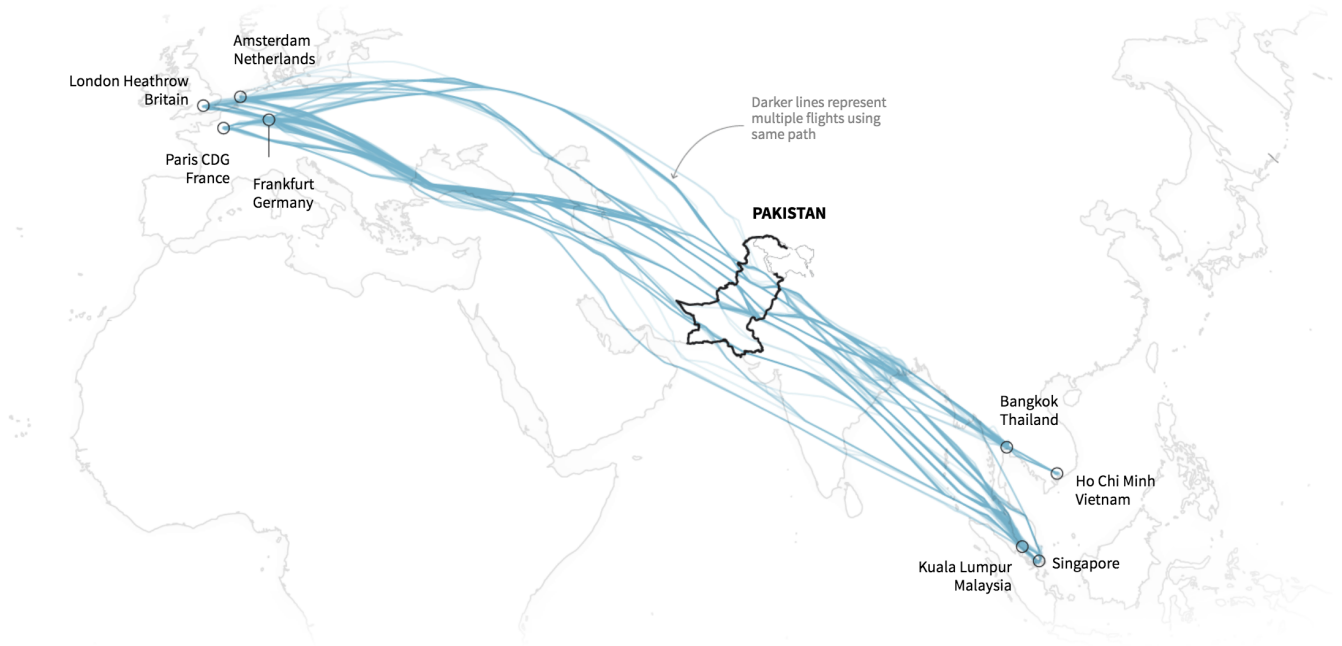 Amsterdam
Netherlands
London Heathrow
Britain
Darker lines represent
multiple flights using
same path
Paris CDG
France
Frankfurt
Germany
PAKISTAN
Bangkok
Thailand
Ho Chi Minh
Vietnam
Kuala Lumpur
Malaysia
Singapore